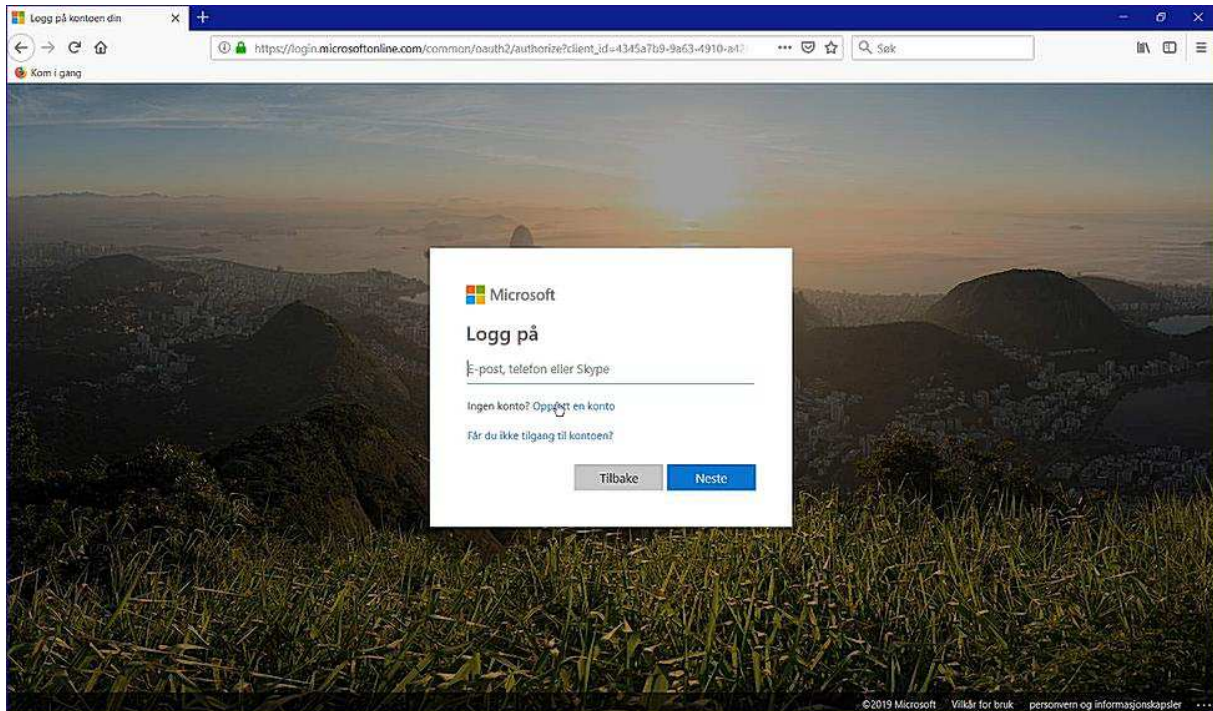 Logg på kontoen din
https://login.microsoftonline.com/common/oauth2/authorize?client_id=4345a7b9-9a63-4910-a42
Søk
Kom i gang
Microsoft
Logg på
E-post, telefon eller Skype
Ingen konto? Opprett en konto
Får du ikke tilgang til kontoen?
Tilbake Neste
©2019 Microsoft Vilkår for bruk personvern og informasjonskapsler ...